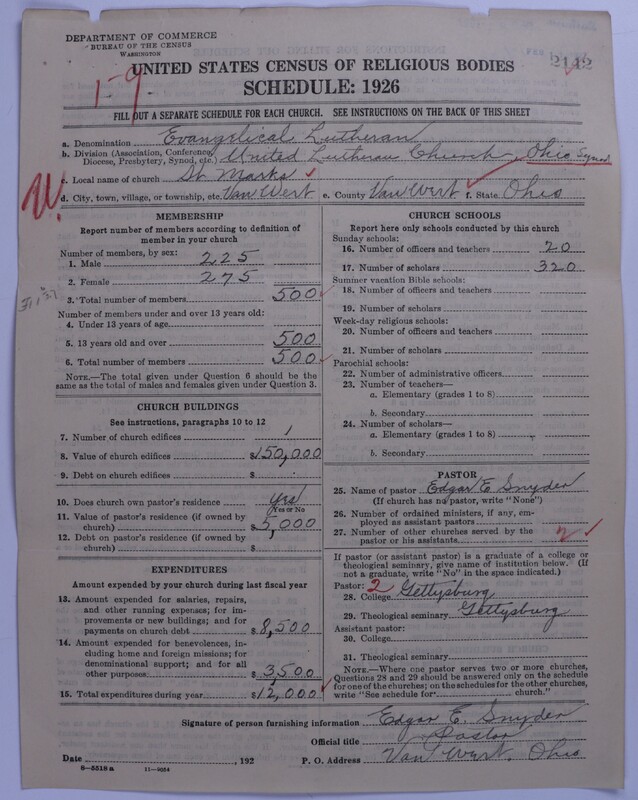 DEPARTMENT OF COMMERCE
BUREAU OF THE CENSUS
WASHINGTON
2142
1-9
UNITED STATES CENSUS OF RELIGIOUS BODIES
SCHEDULE: 1926
FILL OUT A SEPARATE SCHEDULE FOR EACH CHURCH. SEE INSTRUCTIONS ON THE BACK OF THIS SHEET
a. Denomination Evangelical Lutheran
b. Division (Association, Conference, Diocese, Presbytery, Synod, etc.) United Lutheran Church - Ohio Synod
c. Local name of church St Marks
d. City, town, village, or township, etc. Van Wert e. County Van Wert f. State Ohio
MEMBERSHIP
Report number of members according to definition of member in your church
Number of members, by sex:
1. Male 225
2. Female 275
3. Total number of members 500
Number of members under and over 13 years old:
4. Under 13 years of age
5. 13 years old and over 500
6. Total number of members 500
NOTE.—The total given under Question 6 should be the same as the total of males and females given under Question 3.
CHURCH BUILDINGS
See instructions, paragraphs 10 to 12
7. Number of church edifices 1
8. Value of church edifices $150,000
9. Debt on church edifices $
10. Does church own pastor's residence Yes
Yes or No
11. Value of pastor's residence (if owned by church) $5,000
12. Debt on pastor's residence (if owned by church) $
EXPENDITURES
Amount expended by your church during last fiscal year
13. Amount expended for salaries, repairs, and other running expenses; for improvements or new buildings; and for payments on church debt $8,500
14. Amount expended for benevolences, including home and foreign missions; for denominational support; and for all other purposes $3,500
15. Total expenditures during year $12,000
CHURCH SCHOOLS
Report here only schools conducted by this church
Sunday schools:
16. Number of officers and teachers 20
17. Number of scholars 320
Summer vacation Bible schools:
18. Number of officers and teachers
19. Number of scholars
Week-day religious schools:
20. Number of officers and teachers
21. Number of scholars
Parochial schools:
22. Number of administrative officers
23. Number of teachers—
a. Elementary (grades 1 to 8)
b. Secondary
24. Number of scholars—
a. Elementary (grades 1 to 8)
b. Secondary
PASTOR
25. Name of pastor Edgar E Snyder
(If church has no pastor, write "None")
26. Number of ordained ministers, if any, employed as assistant pastors
27. Number of other churches served by the pastor or his assistants
If pastor (or assistant pastor) is a graduate of a college or theological seminary, give name of institution below. (If not a graduate, write "No" in the space indicated.)
Pastor: 2
28. College Gettysburg
29. Theological seminary Gettysburg
Assistant pastor:
30. College
31. Theological seminary
NOTE.—Where one pastor serves two or more churches, Questions 28 and 29 should be answered only on the schedule for one of the churches; on the schedules for the other churches, write "See schedule for church."
Signature of person furnishing information Edgar E. Snyder
Official title Pastor
Date , 192 P. O. Address Van Wert, Ohio
8—5518a 11—9054